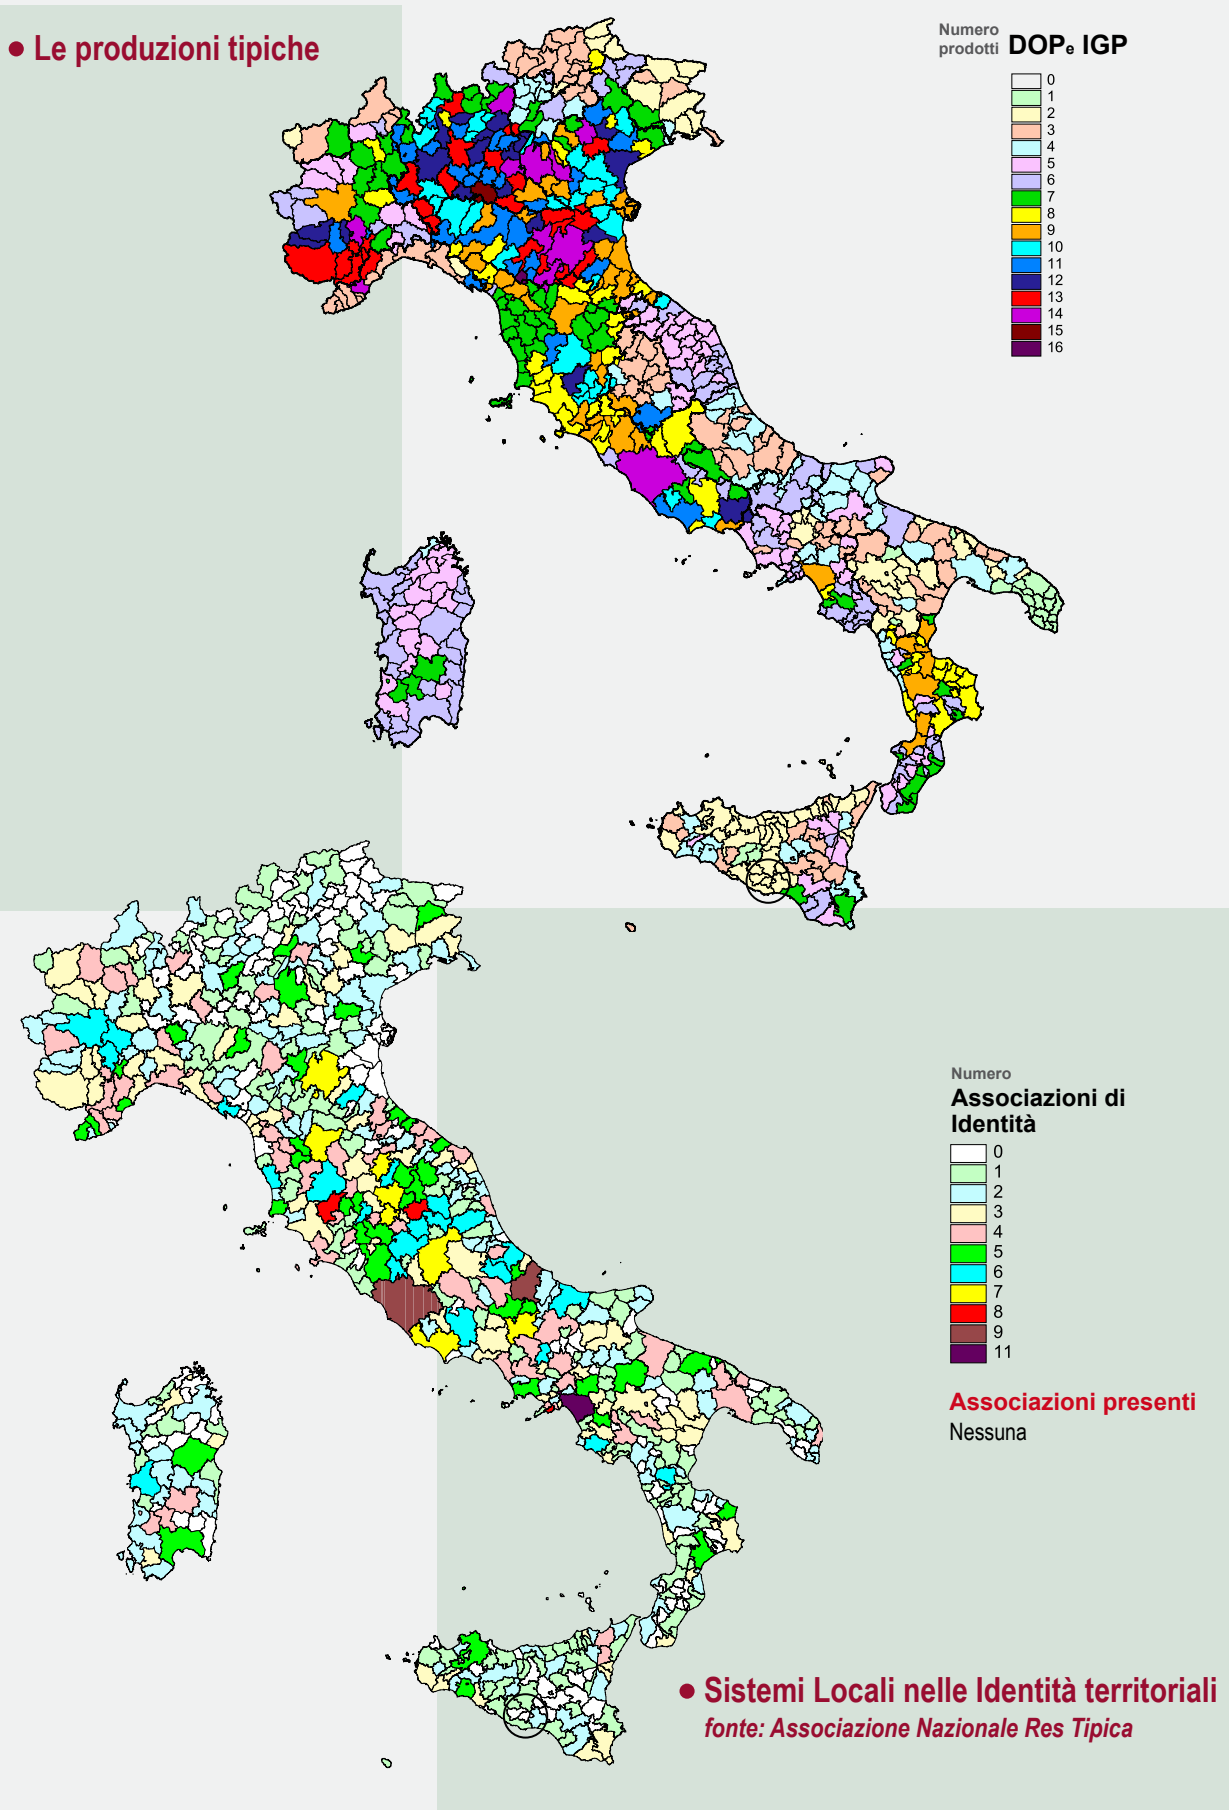 • Le produzioni tipiche
Numero
prodotti DOPe IGP
0
1
2
3
4
5
6
7
8
9
10
11
12
13
14
15
16
Numero
Associazioni di
Identità
0
1
2
3
4
5
6
7
8
9
11
Associazioni presenti
Nessuna
• Sistemi Locali nelle Identità territoriali
fonte: Associazione Nazionale Res Tipica